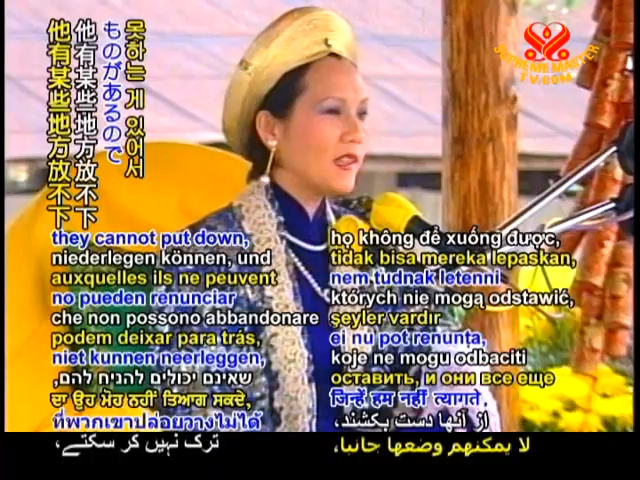 SUPREME MASTER
TV.COM
못하는 게 있어서
ものがあるので
他有某些地方放不下
他有某些地方放不下
they cannot put down,
niederlegen können, und
auxquelles ils ne peuvent
no pueden renunciar
che non possono abbandonare
podem deixar para trás,
niet kunnen neerleggen,
שאינם יכולים להניח להם,
ਦਾ ਉਹ ਮੋਹ ਨਹੀਂ ਤਿਆਗ ਸਕਦੇ,
ที่พวกเขาปล่อยวางไม่ได้
ترک نہیں کر سکتے،
họ không để xuống được,
tidak bisa mereka lepaskan,
nem tudnak letenni
których nie mogą odstawić,
şeyler vardır
ei nu pot renunţa,
koje ne mogu odbaciti
оставить, и они все еще
जिन्हें हम नहीं त्यागते
از آنها دست بکشند،
لا يمكنهم وضعها جانبا،